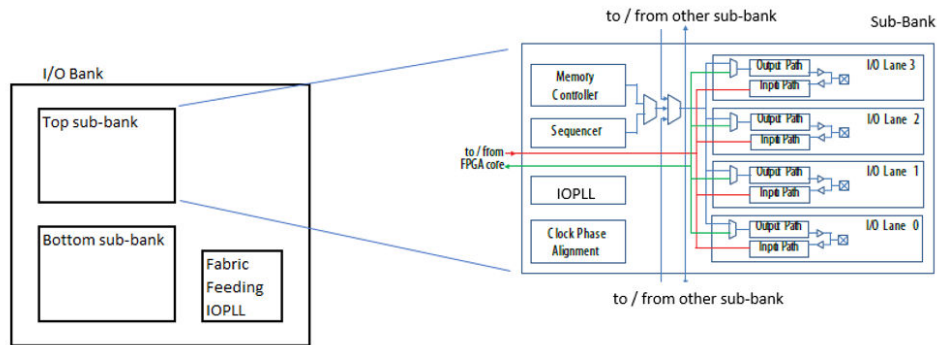 I/O Bank
Top sub-bank
Bottom sub-bank
Fabric
Feeding
IOPLL
to / from other sub-bank
Sub-Bank
Memory
Controller
Sequencer
to / from
FPGA core
IOPLL
Clock Phase
Alignment
Output Path
Input Path
I/O Lane 3
Output Path
Input Path
I/O Lane 2
Output Path
Input Path
I/O Lane 1
Output Path
Input Path
I/O Lane 0
to / from other sub-bank